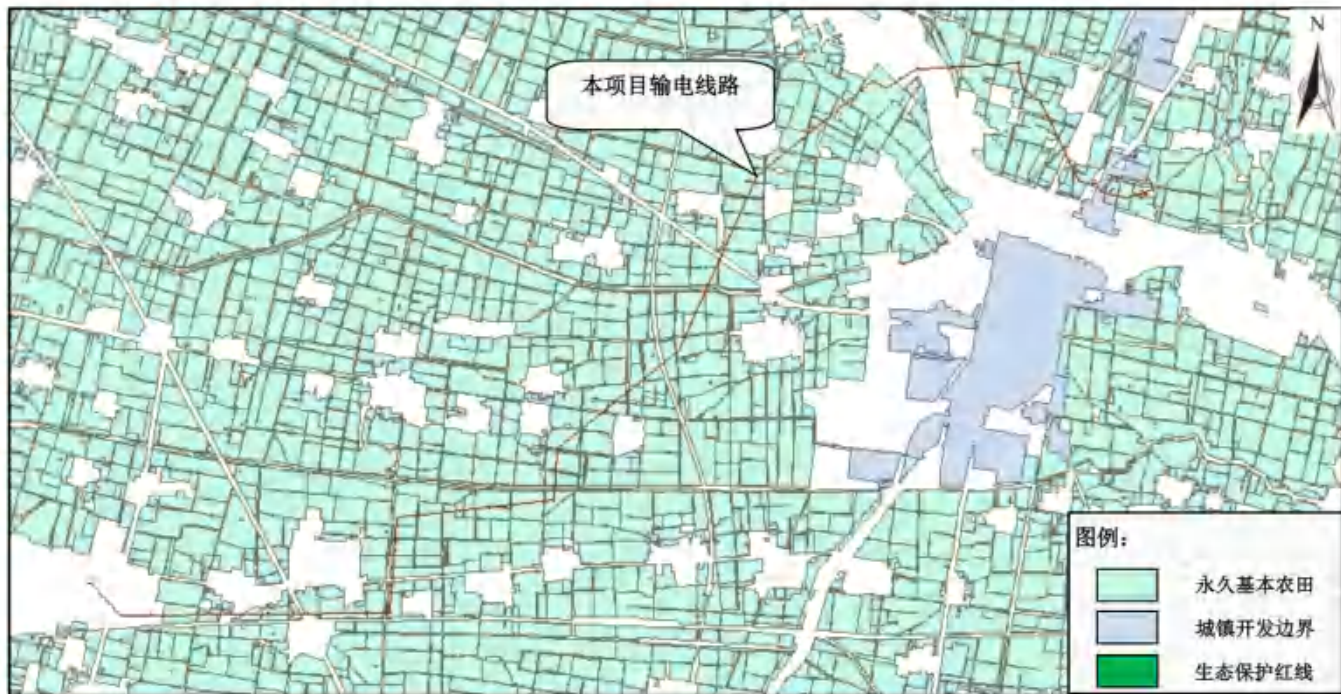 N
本项目输电线路
图例：
永久基本农田
城镇开发边界
生态保护红线